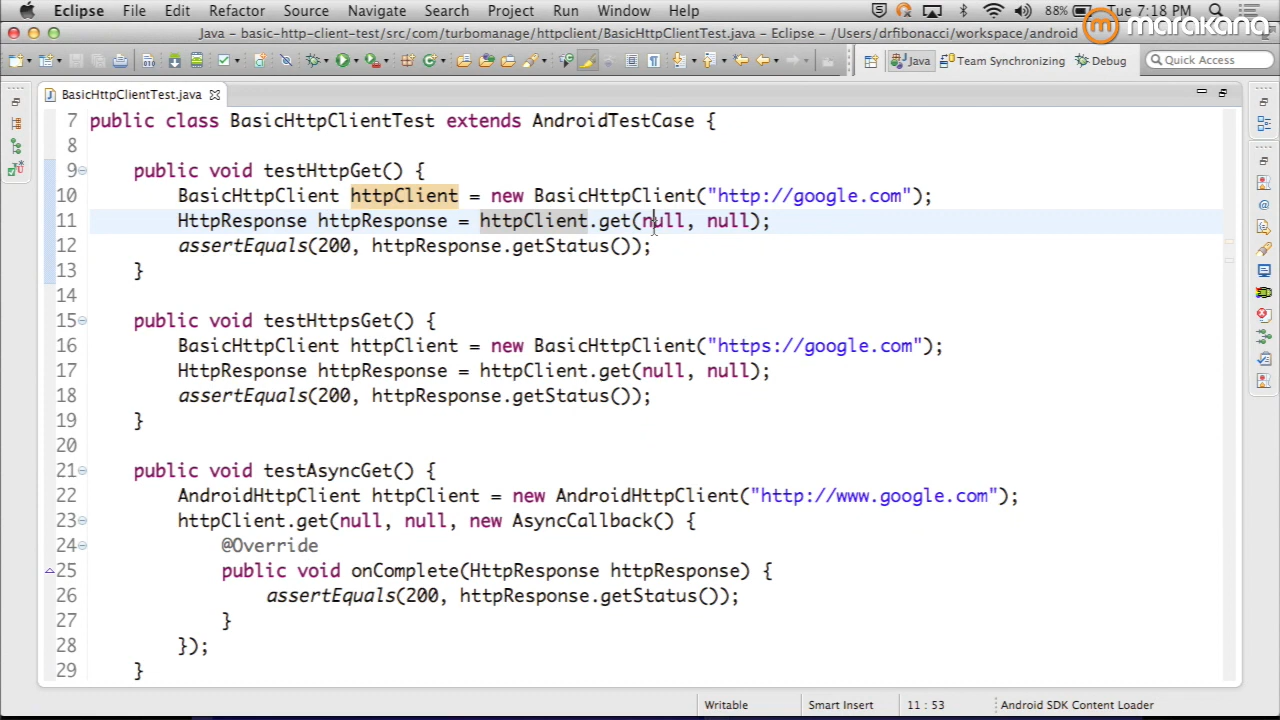 Eclipse File Edit Refactor Source Navigate Search Project Run Window Help 88% Tue 7:18 PM
marakana
Java - basic-http-client-test/src/com/turbomanage/httpclient/BasicHttpClientTest.java - Eclipse - /Users/drfibonacci/workspace/android
Java Team Synchronizing Debug Quick Access
BasicHttpClientTest.java
7 public class BasicHttpClientTest extends AndroidTestCase {
8
9 public void testHttpGet() {
10 BasicHttpClient httpClient = new BasicHttpClient("http://google.com");
11 HttpResponse httpResponse = httpClient.get(null, null);
12 assertEquals(200, httpResponse.getStatus());
13 }
14
15 public void testHttpsGet() {
16 BasicHttpClient httpClient = new BasicHttpClient("https://google.com");
17 HttpResponse httpResponse = httpClient.get(null, null);
18 assertEquals(200, httpResponse.getStatus());
19 }
20
21 public void testAsyncGet() {
22 AndroidHttpClient httpClient = new AndroidHttpClient("http://www.google.com");
23 httpClient.get(null, null, new AsyncCallback() {
24 @Override
25 public void onComplete(HttpResponse httpResponse) {
26 assertEquals(200, httpResponse.getStatus());
27 }
28 });
29 }
Writable Smart Insert 11 : 53 Android SDK Content Loader